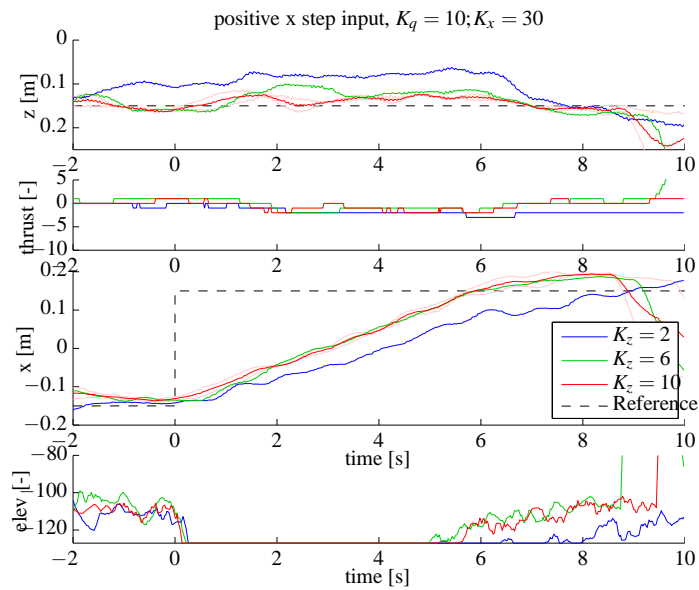 positive x step input, K_q = 10; K_x = 30
0
0.1
0.2
z [m]
−2 0 2 4 6 8 10
5
0
−5
−10
thrust [-]
−2 0 2 4 6 8 10
0.2
0.1
0
−0.1
−0.2
x [m]
K_z = 2
K_z = 6
K_z = 10
Reference
−2 0 2 4 6 8 10
time [s]
−80
−100
−120
elev [-]
−2 0 2 4 6 8 10
time [s]